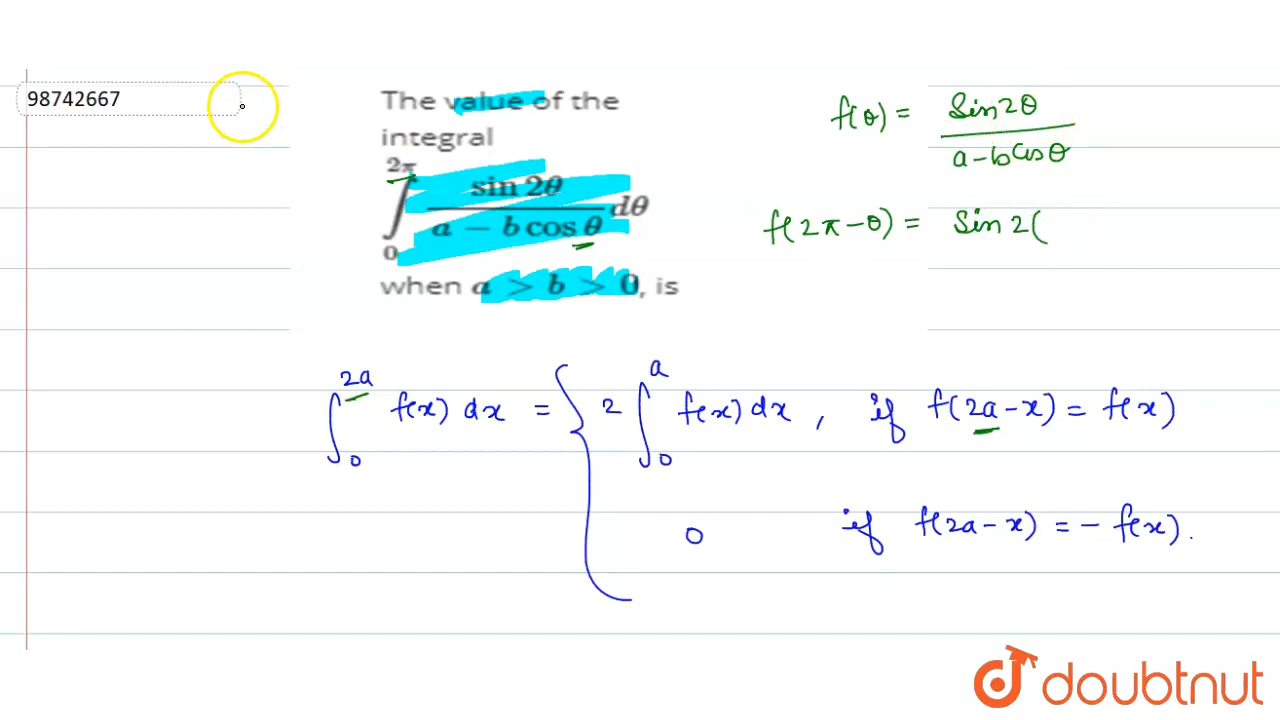 98742667
The value of the
integral
∫₀^{2π} sin 2θ / (a − b cos θ) dθ
when a > b > 0, is
f(θ) = Sin2θ / (a−bCosθ)
f(2π−θ) = Sin 2(
∫₀^{2a} f(x) dx = { 2 ∫₀^{a} f(x) dx , if f(2a−x) = f(x)
0 if f(2a−x) = − f(x).
doubtnut